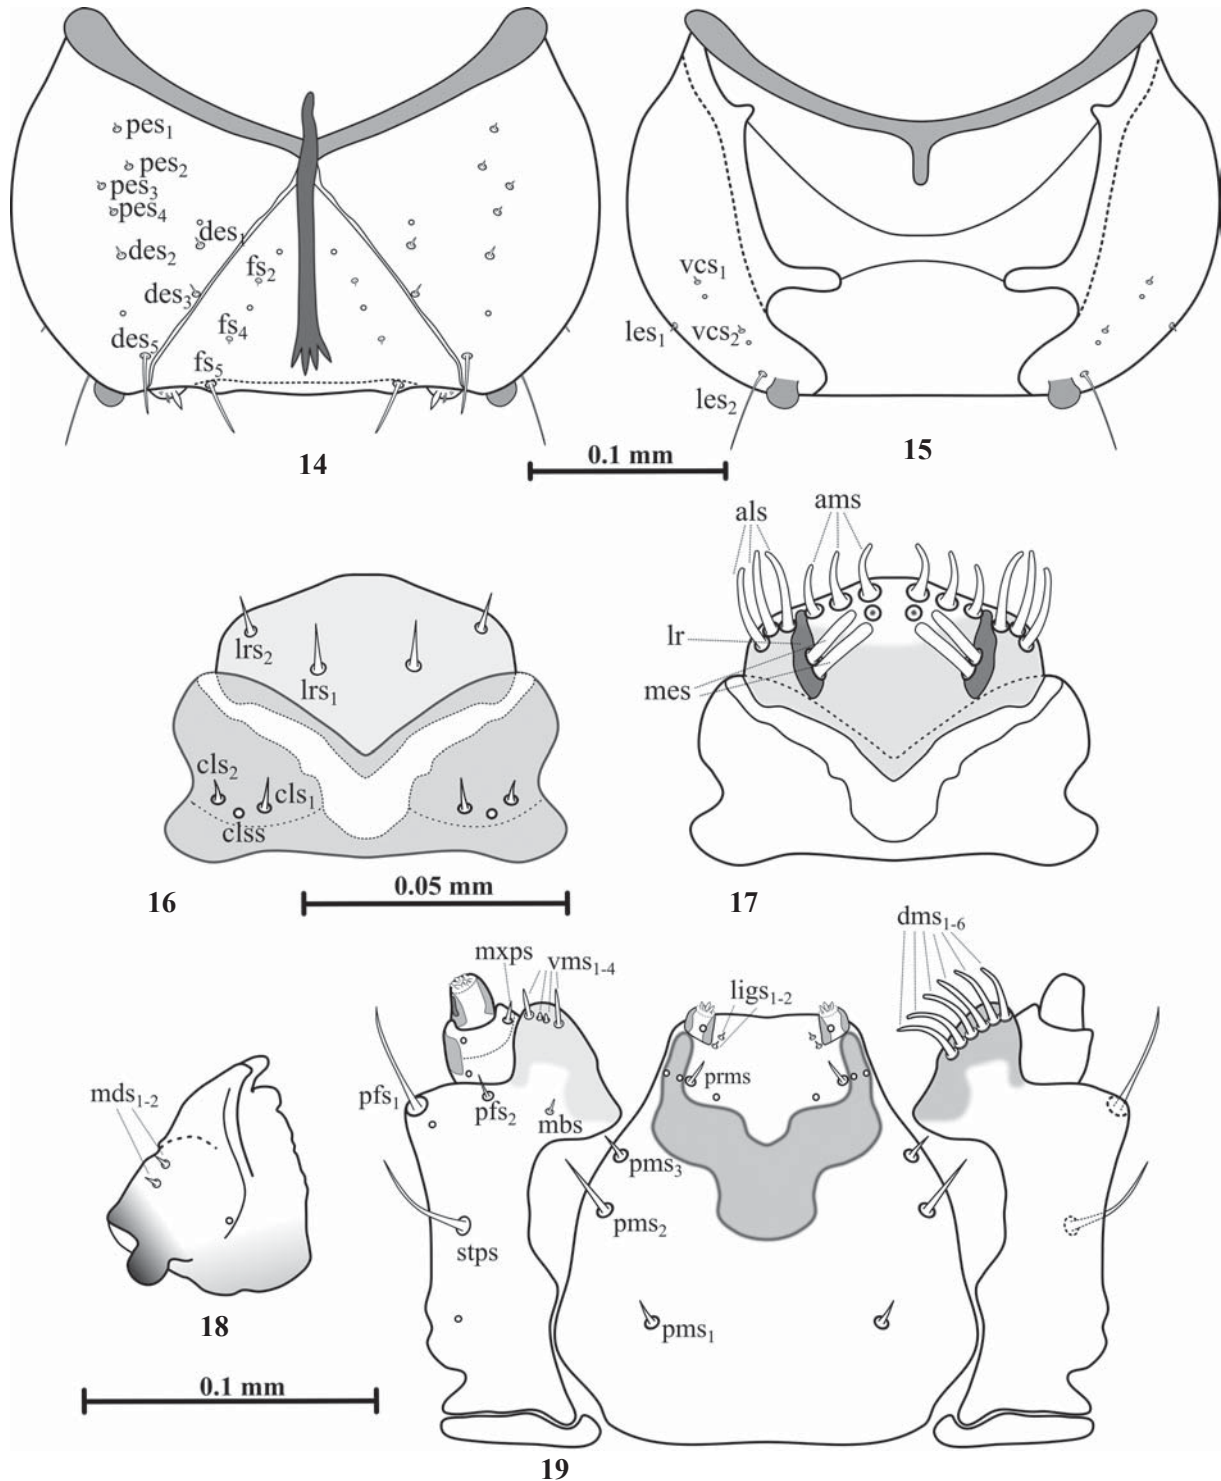 pes₁
pes₂
pes₃
pes₄
des₁
des₂
fs₂
des₃
fs₄
des₅
fs₅
14
vcs₁
les₁
vcs₂
les₂
15
0.1 mm
als
ams
lrs₂
lrs₁
lr
mes
cls₂
cls₁
clss
16
0.05 mm
17
mxps
vms₁₋₄
ligs₁₋₂
dms₁₋₆
mds₁₋₂
pfs₁
pfs₂
mbs
prms
pms₃
pms₂
stps
pms₁
18
0.1 mm
19